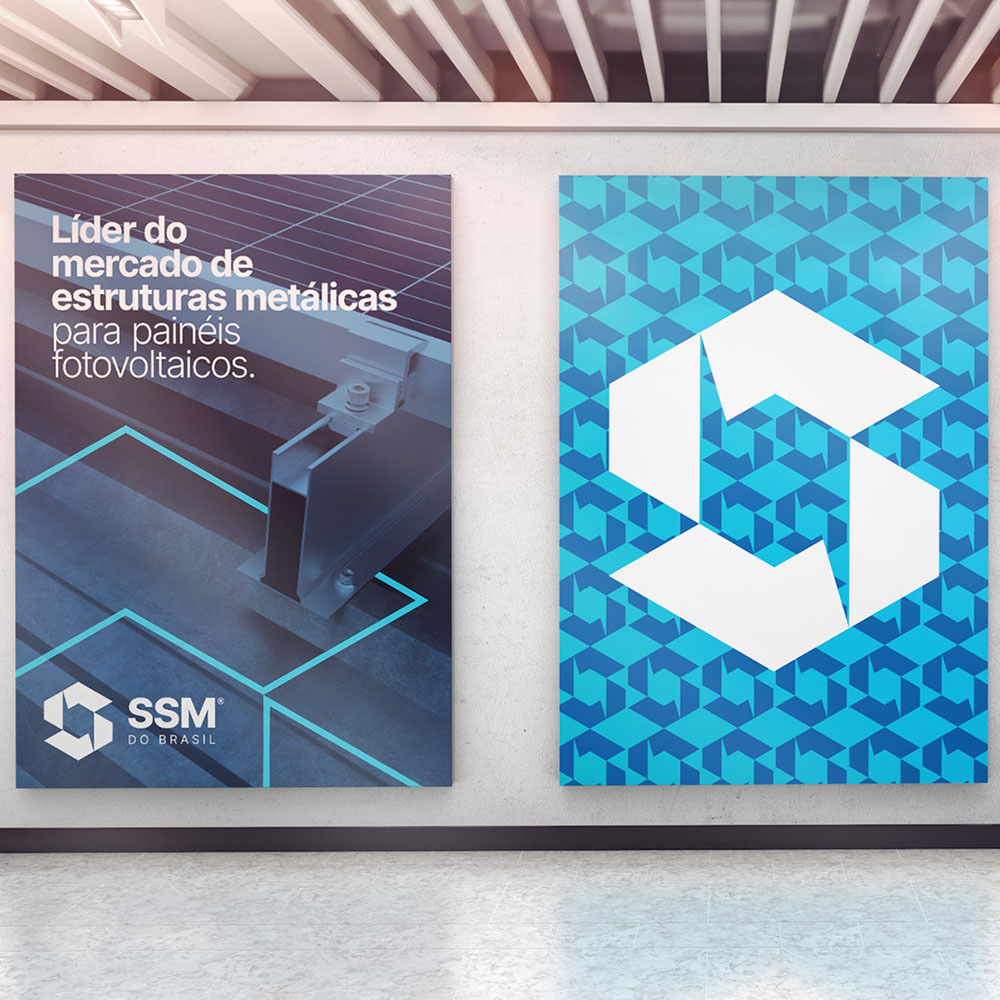 Líder do
mercado de
estruturas metálicas
para painéis
fotovoltaicos.
SSM®
DO BRASIL